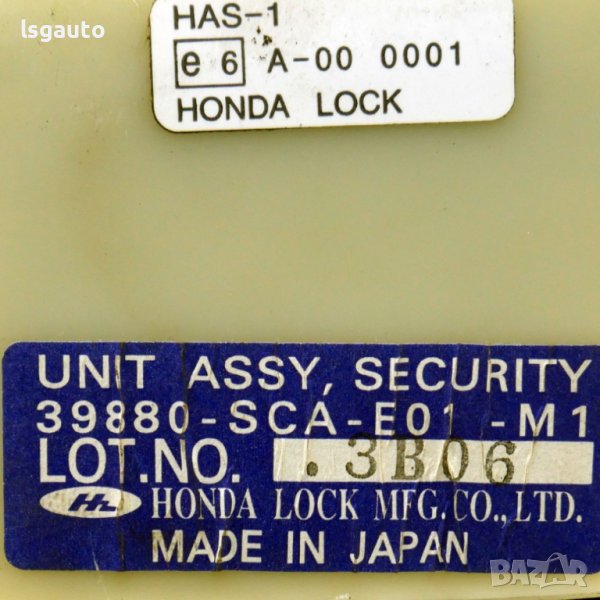 lsgauto
HAS-1
e 6 A-00 0001
HONDA LOCK
UNIT ASSY, SECURITY
39880-SCA-E01 -M1
LOT.NO. .3B06
HL HONDA LOCK MFG.CO.,LTD.
MADE IN JAPAN
BAZAR